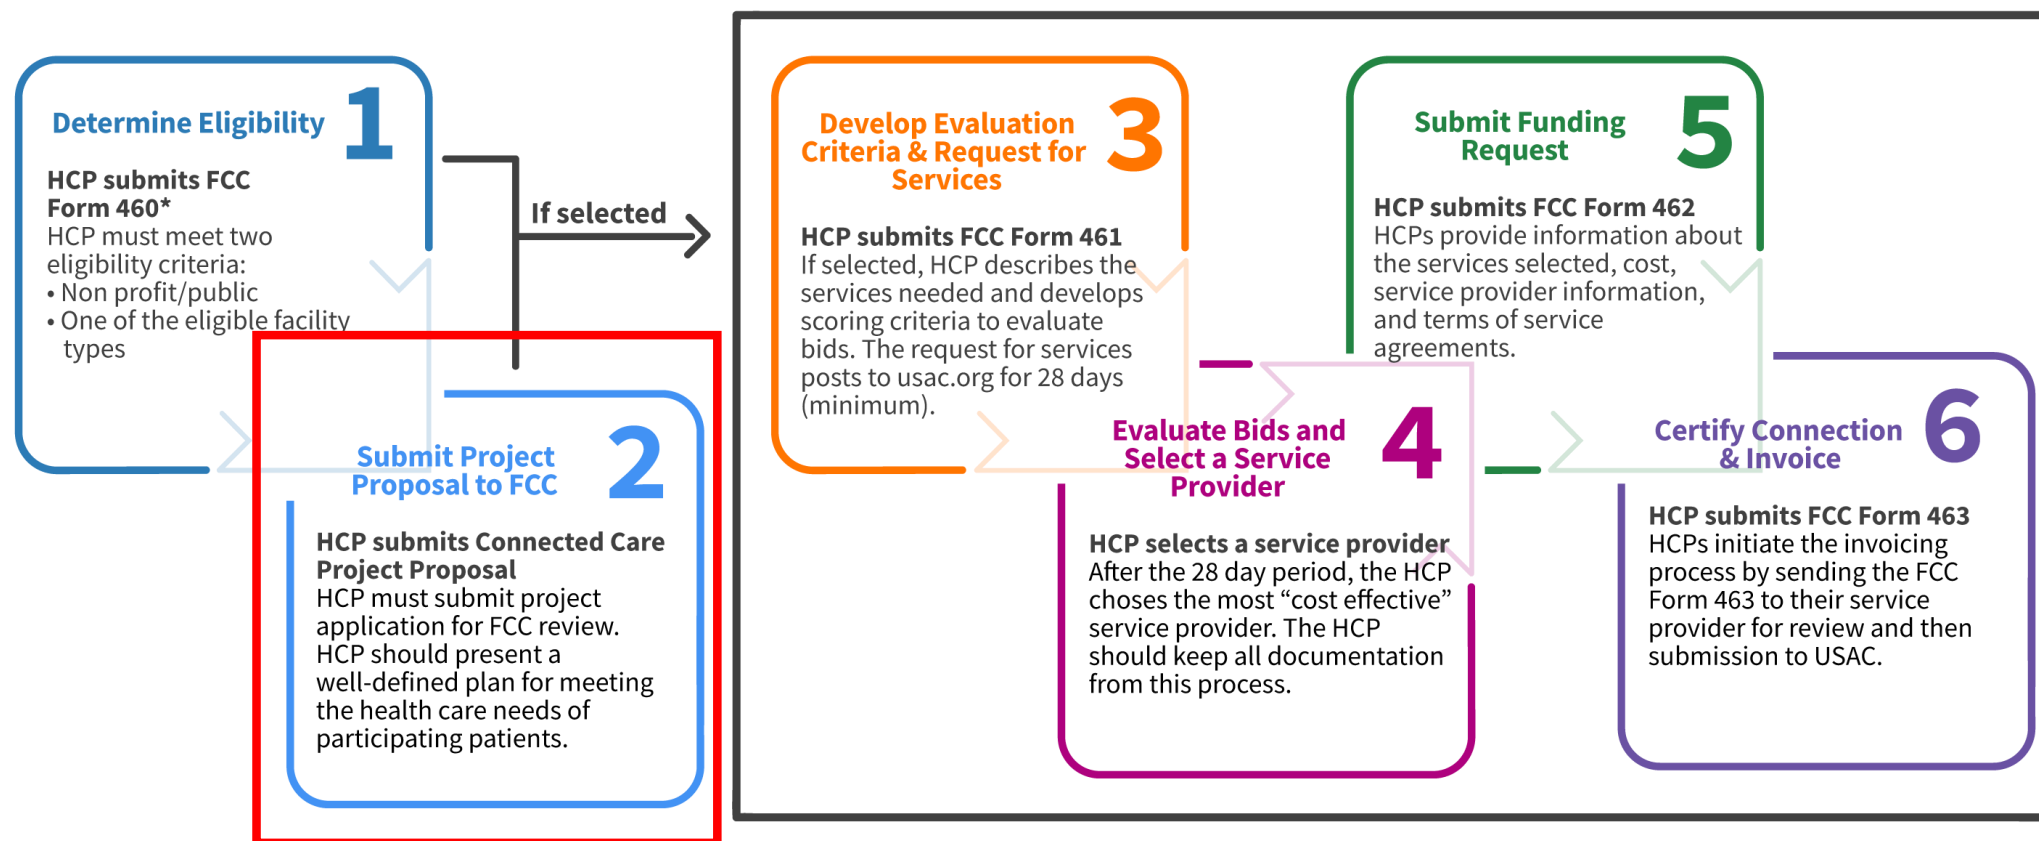 Determine Eligibility
1
HCP submits FCC
Form 460*
HCP must meet two
eligibility criteria:
• Non profit/public
• One of the eligible facility
types
If selected
Submit Project
Proposal to FCC
2
HCP submits Connected Care
Project Proposal
HCP must submit project
application for FCC review.
HCP should present a
well-defined plan for meeting
the health care needs of
participating patients.
Develop Evaluation
Criteria & Request for
Services
3
HCP submits FCC Form 461
If selected, HCP describes the
services needed and develops
scoring criteria to evaluate
bids. The request for services
posts to usac.org for 28 days
(minimum).
Evaluate Bids and
Select a Service
Provider
4
HCP selects a service provider
After the 28 day period, the HCP
choses the most “cost effective”
service provider. The HCP
should keep all documentation
from this process.
Submit Funding
Request
5
HCP submits FCC Form 462
HCPs provide information about
the services selected, cost,
service provider information,
and terms of service
agreements.
Certify Connection
& Invoice
6
HCP submits FCC Form 463
HCPs initiate the invoicing
process by sending the FCC
Form 463 to their service
provider for review and then
submission to USAC.